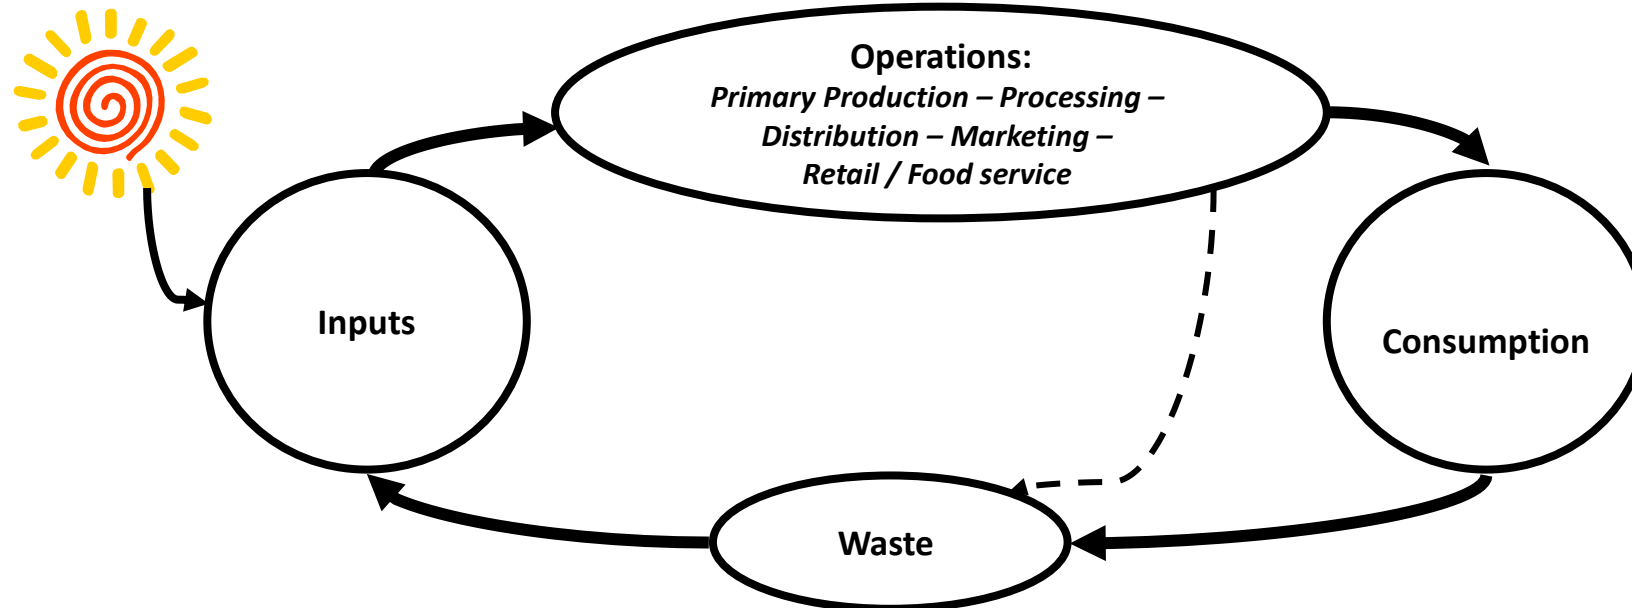 Operations:
Primary Production – Processing –
Distribution – Marketing –
Retail / Food service
Inputs
Consumption
Waste